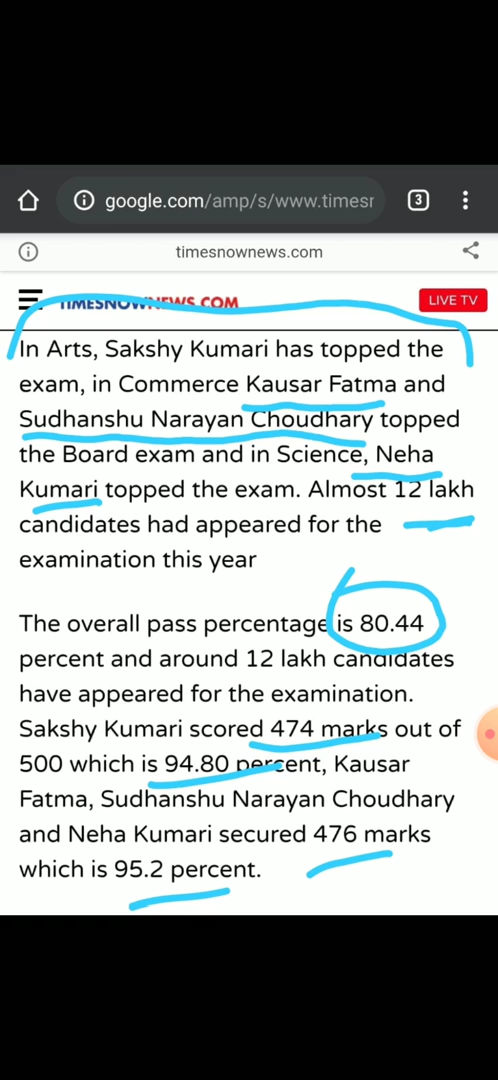 google.com/amp/s/www.timesr
3
timesnownews.com
TIMESNOWNEWS.COM
LIVE TV
In Arts, Sakshy Kumari has topped the
exam, in Commerce Kausar Fatma and
Sudhanshu Narayan Choudhary topped
the Board exam and in Science, Neha
Kumari topped the exam. Almost 12 lakh
candidates had appeared for the
examination this year
The overall pass percentage is 80.44
percent and around 12 lakh candidates
have appeared for the examination.
Sakshy Kumari scored 474 marks out of
500 which is 94.80 percent, Kausar
Fatma, Sudhanshu Narayan Choudhary
and Neha Kumari secured 476 marks
which is 95.2 percent.